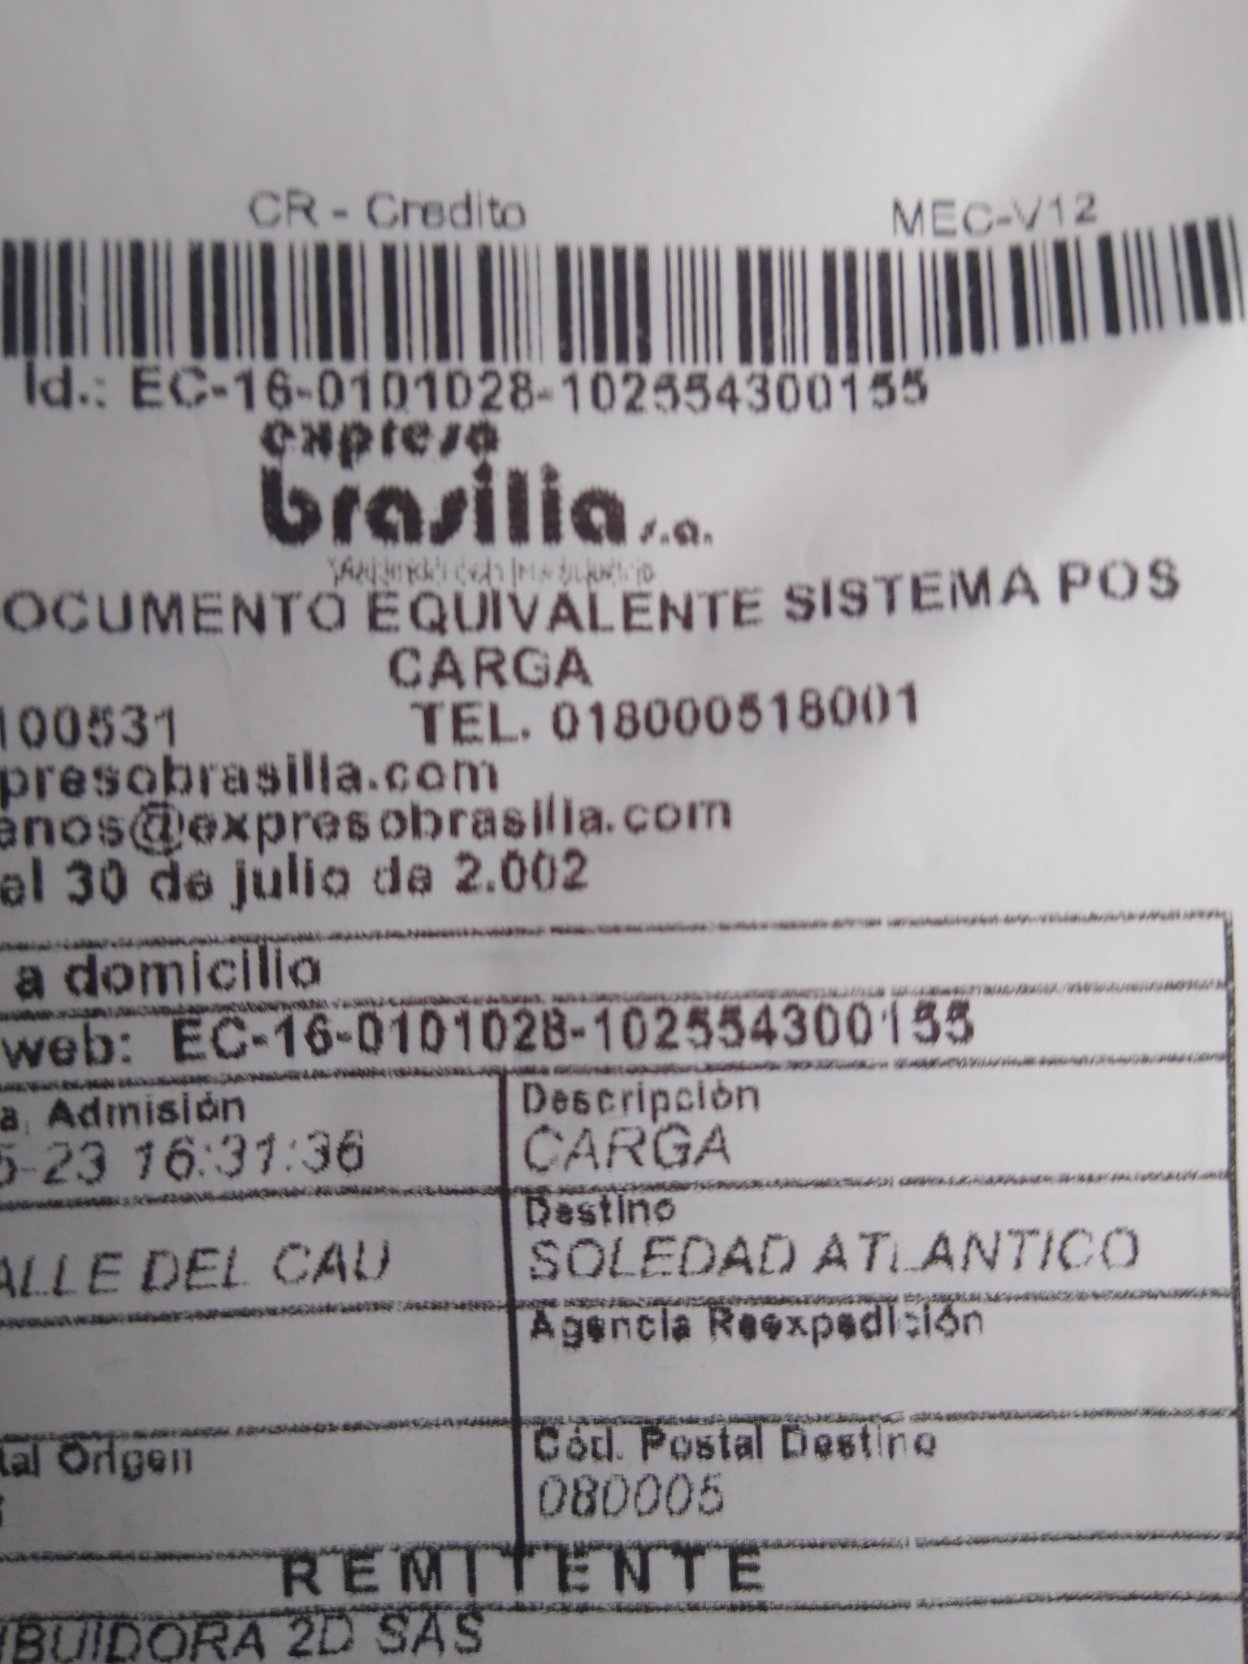 CR - Credito MEC-V12
Id.: EC-16-0101028-102554300155
expreso
brasilia s.a.
OCUMENTO EQUIVALENTE SISTEMA POS
CARGA
100531 TEL. 018000518001
presobrasilia.com
enos@expresobrasilia.com
el 30 de julio de 2.002
a domicilio
web: EC-16-0101028-102554300155
a. Admisión Descripción
5-23 16:31:36 CARGA
Destino
ALLE DEL CAU SOLEDAD ATLANTICO
Agencia Reexpedición
tal Origen Cód. Postal Destino
080005
REMITENTE
IBUIDORA 2D SAS